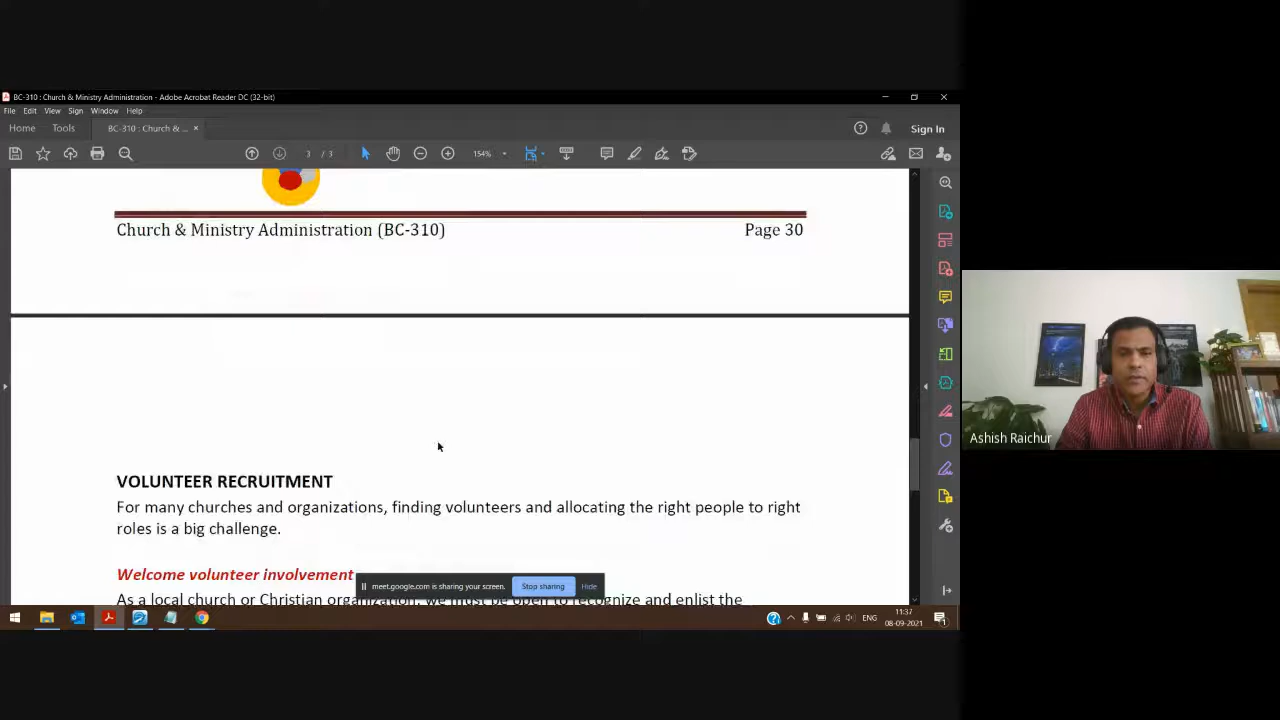 BC-310 : Church & Ministry Administration - Adobe Acrobat Reader DC (32-bit)
File Edit View Sign Window Help
Home Tools BC-310 : Church & ... × Sign In
3 / 3 154%
Church & Ministry Administration (BC-310) Page 30
VOLUNTEER RECRUITMENT
For many churches and organizations, finding volunteers and allocating the right people to right
roles is a big challenge.
Welcome volunteer involvement
meet.google.com is sharing your screen. Stop sharing Hide
As a local church or Christian organization, we must be open to recognize and enlist the
Ashish Raichur
ENG
11:37
08-09-2021